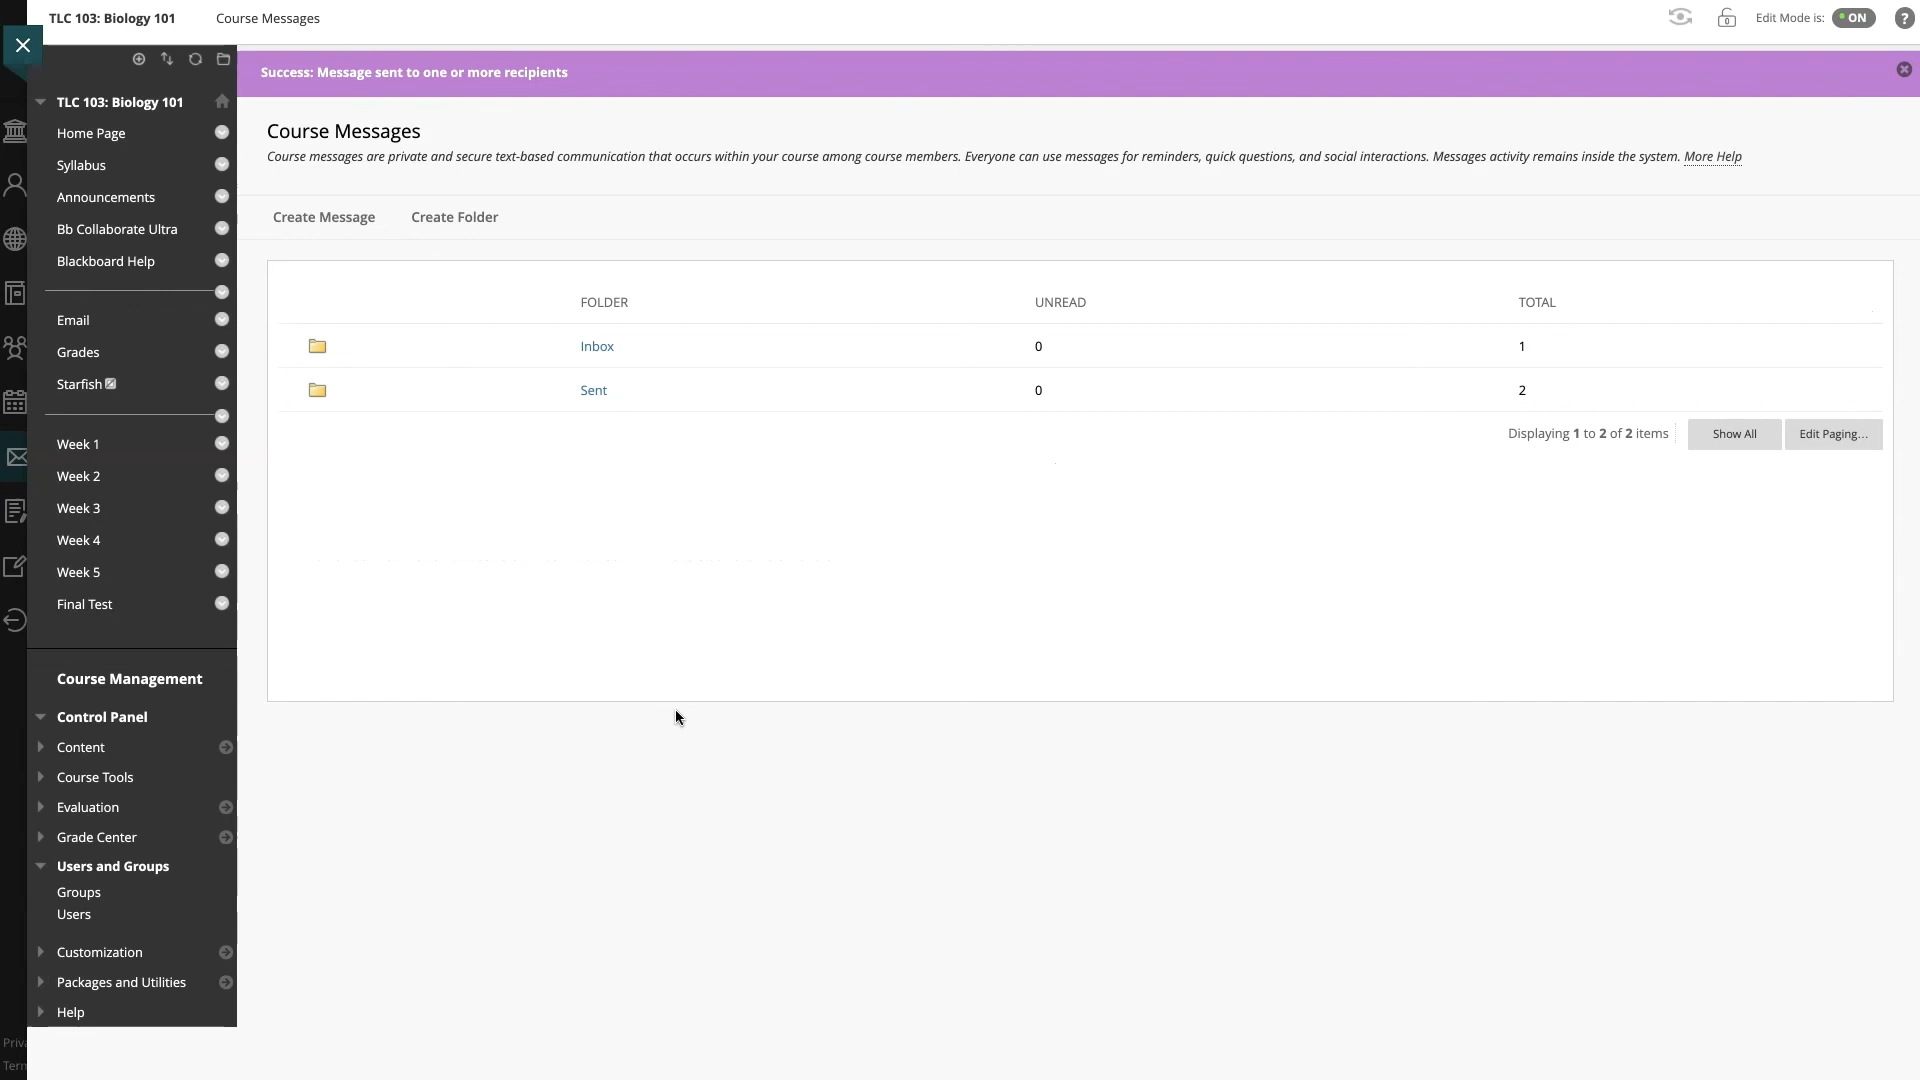 TLC 103: Biology 101
Course Messages
Edit Mode is:
ON
?
Success: Message sent to one or more recipients
TLC 103: Biology 101
Home Page
Syllabus
Announcements
Bb Collaborate Ultra
Blackboard Help
Email
Grades
Starfish
Week 1
Week 2
Week 3
Week 4
Week 5
Final Test
Course Management
Control Panel
Content
Course Tools
Evaluation
Grade Center
Users and Groups
Groups
Users
Customization
Packages and Utilities
Help
Course Messages
Course messages are private and secure text-based communication that occurs within your course among course members. Everyone can use messages for reminders, quick questions, and social interactions. Messages activity remains inside the system. More Help
Create Message
Create Folder
FOLDER UNREAD TOTAL
Inbox 0 1
Sent 0 2
Displaying 1 to 2 of 2 items
Show All
Edit Paging...